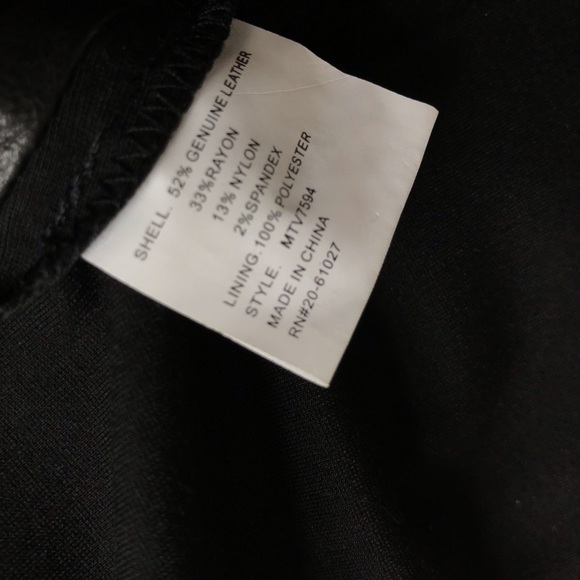 SHELL. 52% GENUINE LEATHER
33%RAYON
13% NYLON
2%SPANDEX
LINING. 100% POLYESTER
STYLE. MTV7594
MADE IN CHINA
RN#20-61027